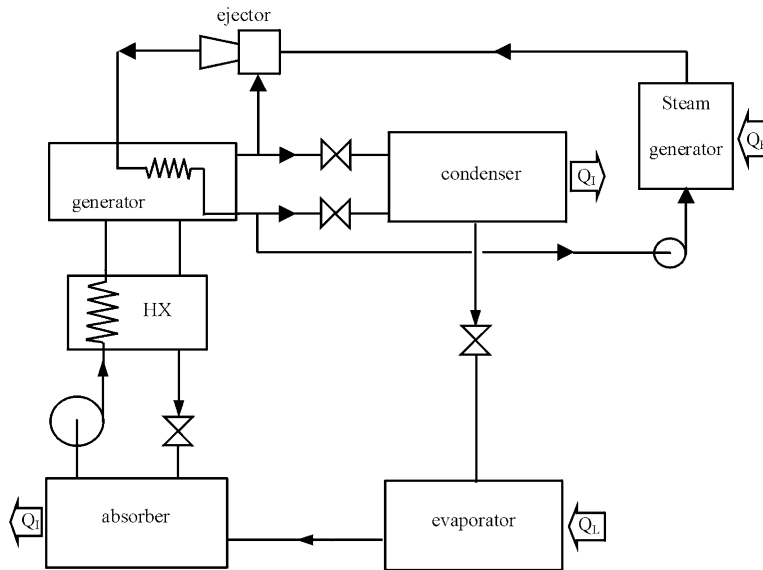 ejector
Steam
generator
condenser
QI
generator
HX
absorber
QI
evaporator
QL